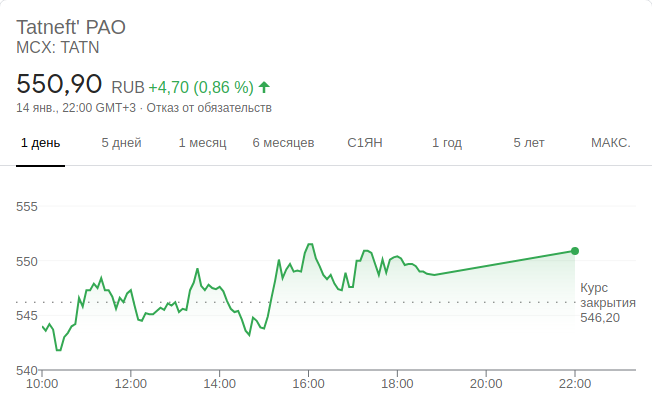 Tatneft' PAO
MCX: TATN
550,90 RUB +4,70 (0,86 %)
14 янв., 22:00 GMT+3 · Отказ от обязательств
1 день 5 дней 1 месяц 6 месяцев С1ЯН 1 год 5 лет МАКС.
555
550
545
540
Курс
закрытия
546,20
10:00 12:00 14:00 16:00 18:00 20:00 22:00